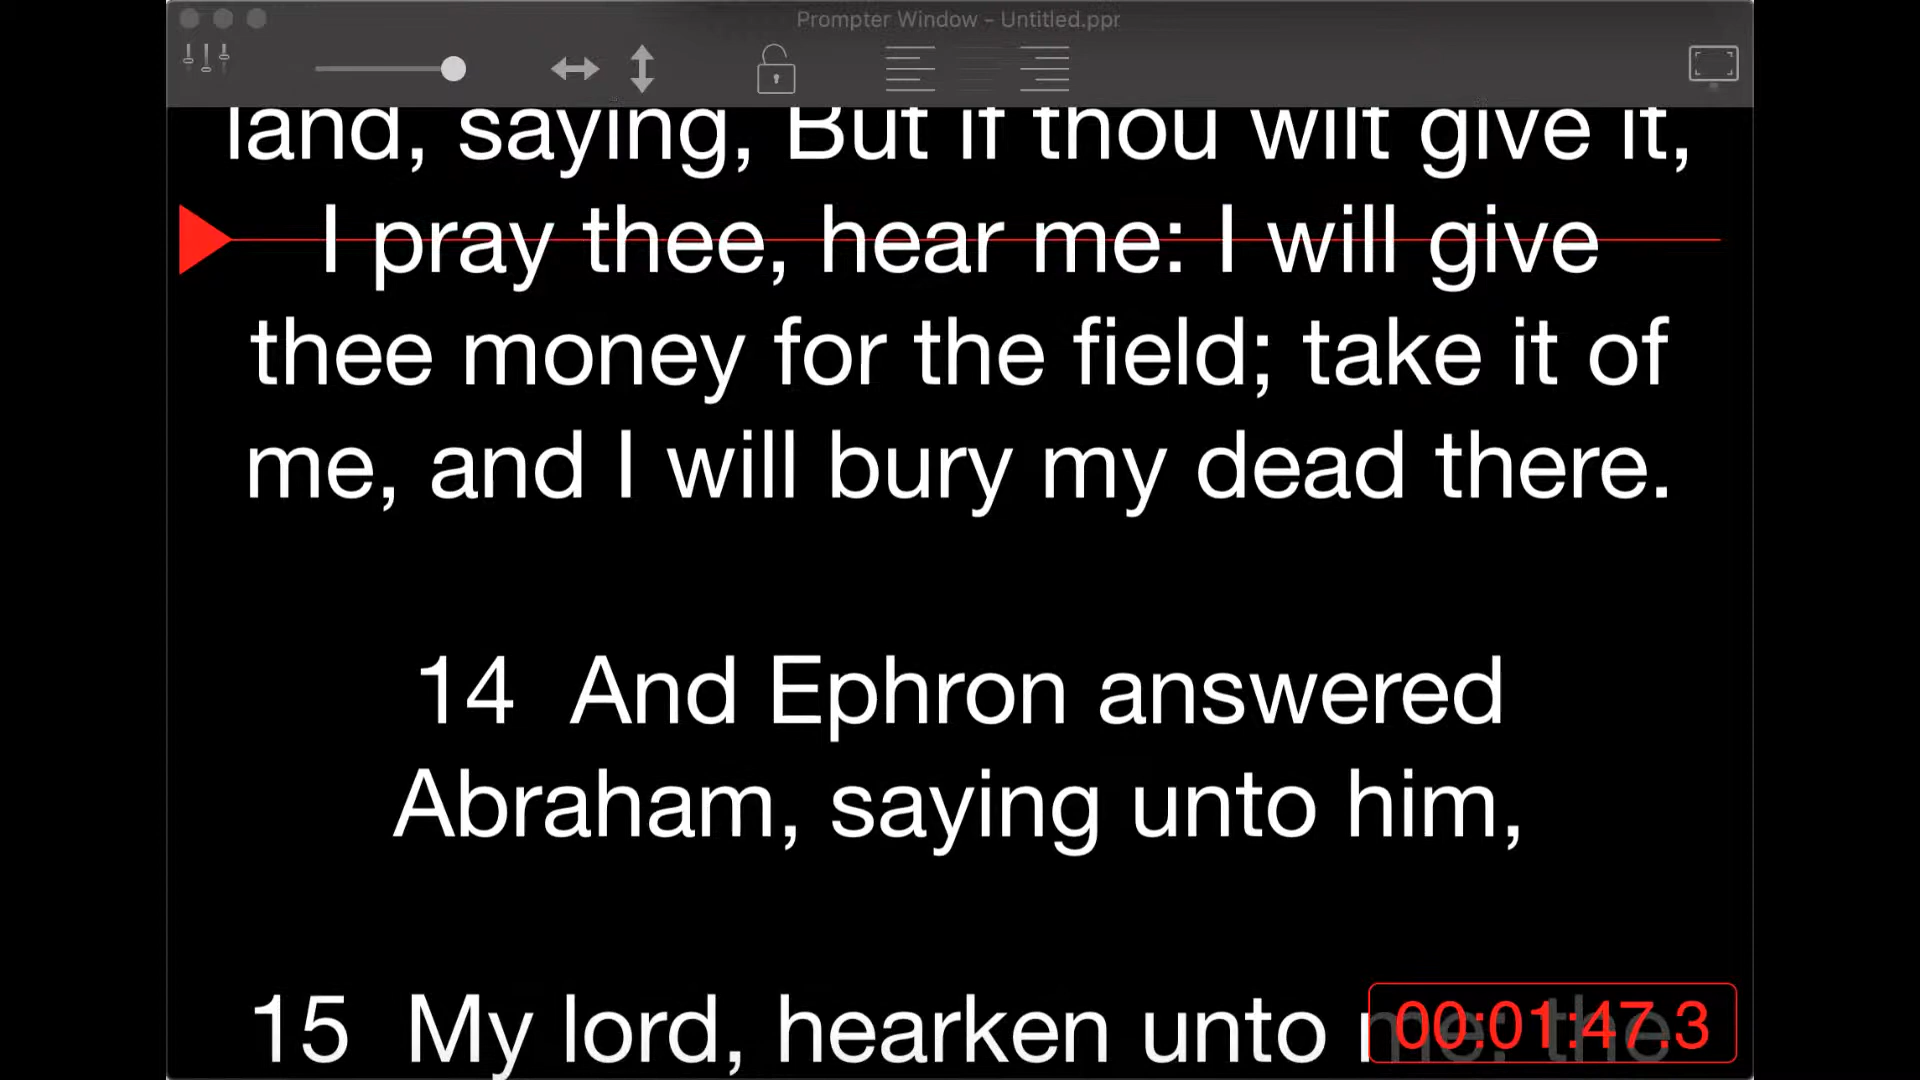 Prompter Window - Untitled.ppr
land, saying, But if thou wilt give it,
I pray thee, hear me: I will give
thee money for the field; take it of
me, and I will bury my dead there.
14 And Ephron answered
Abraham, saying unto him,
15 My lord, hearken unto me: the
00:01:47.3